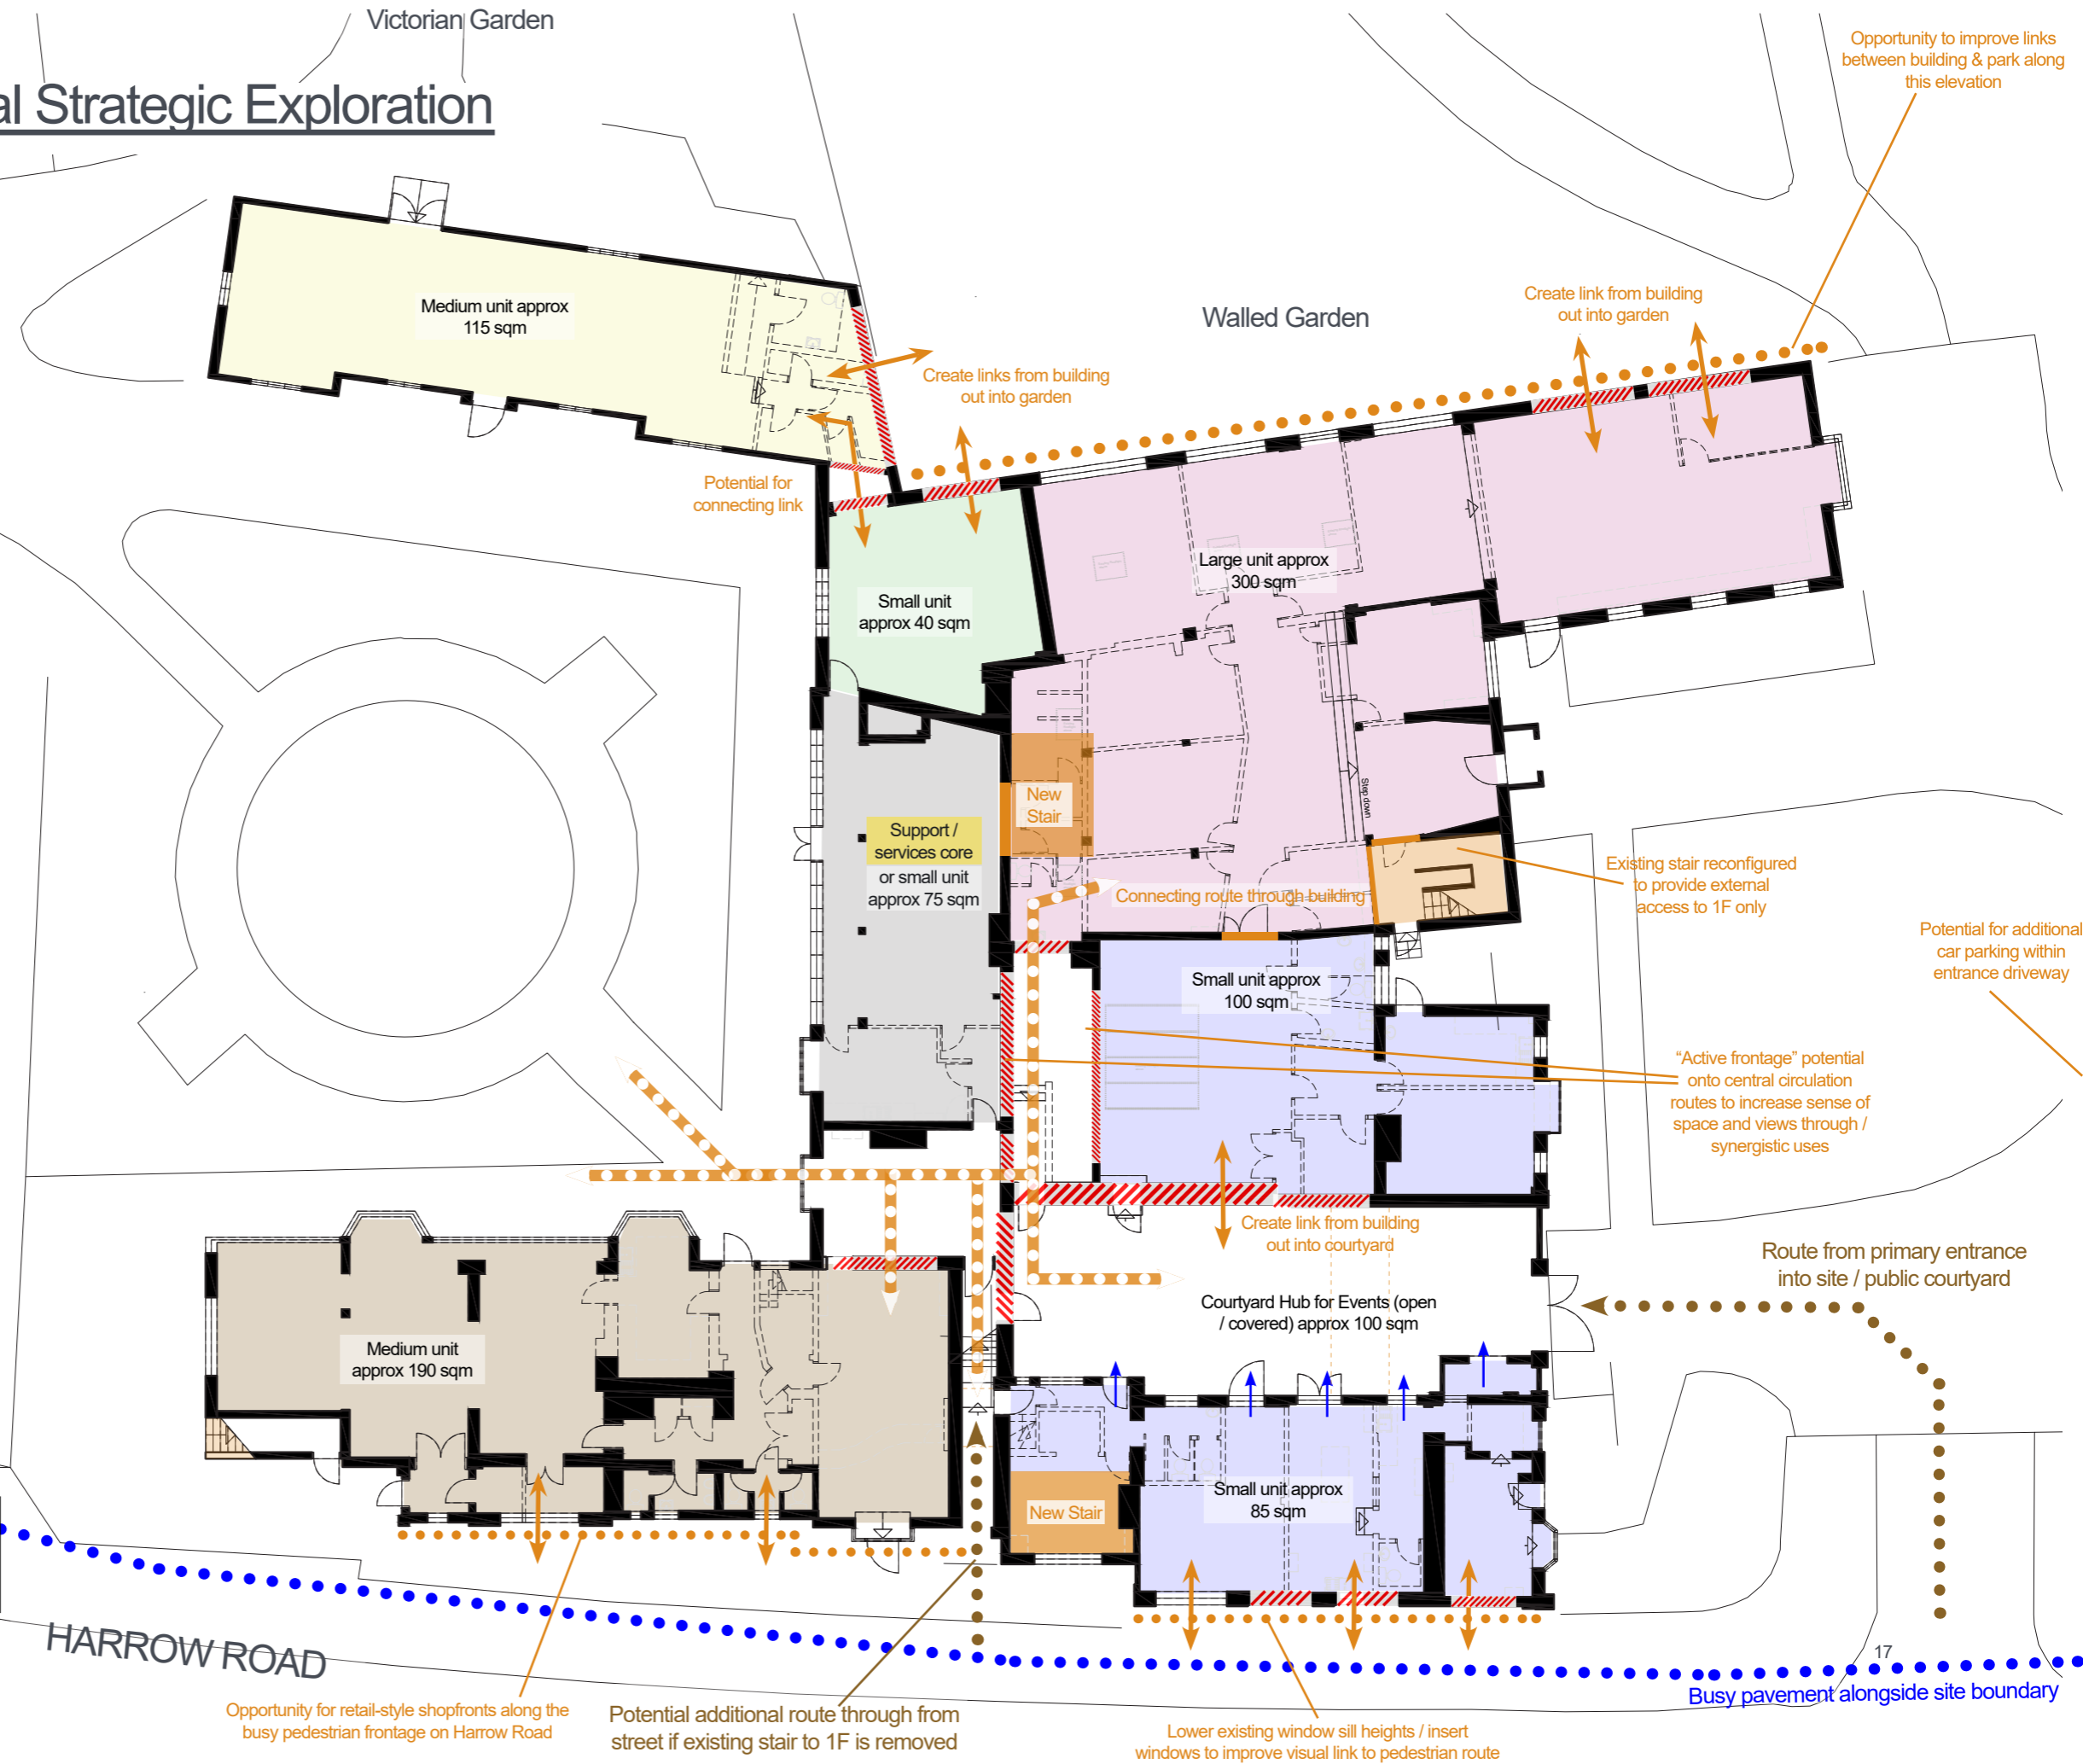 Victorian Garden
al Strategic Exploration
Opportunity to improve links
between building & park along
this elevation
Medium unit approx
115 sqm
Walled Garden
Create link from building
out into garden
Create links from building
out into garden
Potential for
connecting link
Large unit approx
300 sqm
Small unit
approx 40 sqm
New
Stair
Step down
Support /
services core
or small unit
approx 75 sqm
Existing stair reconfigured
to provide external
access to 1F only
Connecting route through building
Potential for additional
car parking within
entrance driveway
Small unit approx
100 sqm
“Active frontage” potential
onto central circulation
routes to increase sense of
space and views through /
synergistic uses
Create link from building
out into courtyard
Route from primary entrance
into site / public courtyard
Courtyard Hub for Events (open
/ covered) approx 100 sqm
Medium unit
approx 190 sqm
New Stair
Small unit approx
85 sqm
HARROW ROAD
17
Busy pavement alongside site boundary
Opportunity for retail-style shopfronts along the
busy pedestrian frontage on Harrow Road
Potential additional route through from
street if existing stair to 1F is removed
Lower existing window sill heights / insert
windows to improve visual link to pedestrian route